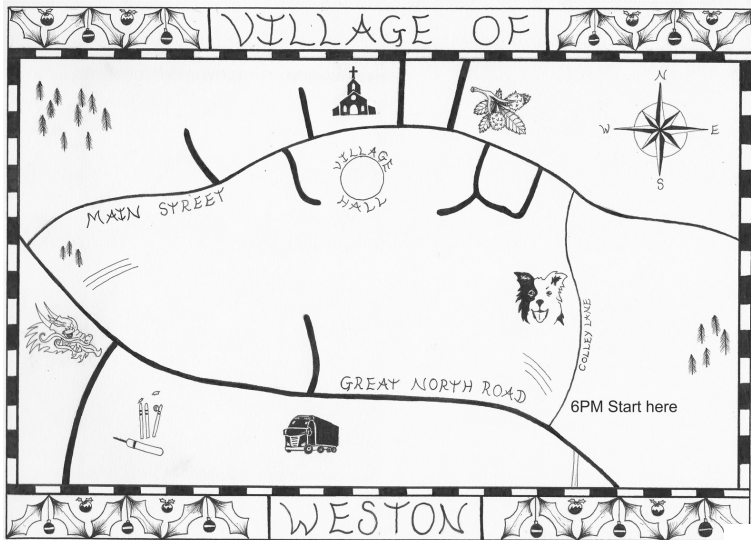 VILLAGE OF
N
W E
S
VILLAGE
HALL
MAIN STREET
COLLEY LANE
GREAT NORTH ROAD
6PM Start here
WESTON